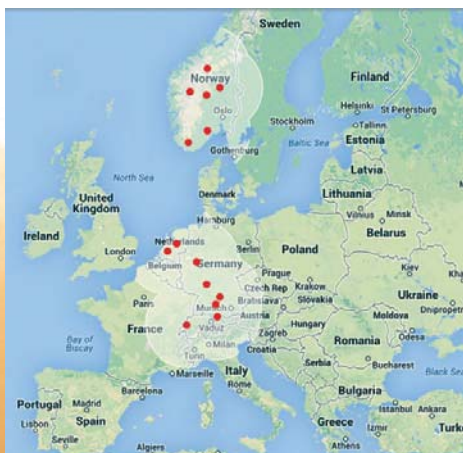 Sweden
Norway
Finland
Oslo
Helsinki
St Petersburg
Stockholm
Tallinn
Estonia
Baltic Sea
Gothenburg
Latvia
North Sea
Denmark
Lithuania
United
Kingdom
Vilnius
Minsk
Hamburg
Belarus
Ireland
Netherlands
Berlin
Poland
London
Belgium
Germany
Prague
Kiev
Czech Rep
Krakow
Paris
Ukraine
Munich
Bratislava
Slovakia
Dnipropetr
Vaduz
Austria
Hungary
Moldova
France
Bay of
Biscay
Milan
Zagreb
Romania
Odesa
Turin
Croatia
Serbia
Bucharest
Marseille
Italy
Black Sea
Barcelona
Rome
Bulgaria
Portugal
Madrid
Istanbul
Ankara
Lisbon
Spain
Greece
Izmir
Turke
Seville
Algiers
Athens